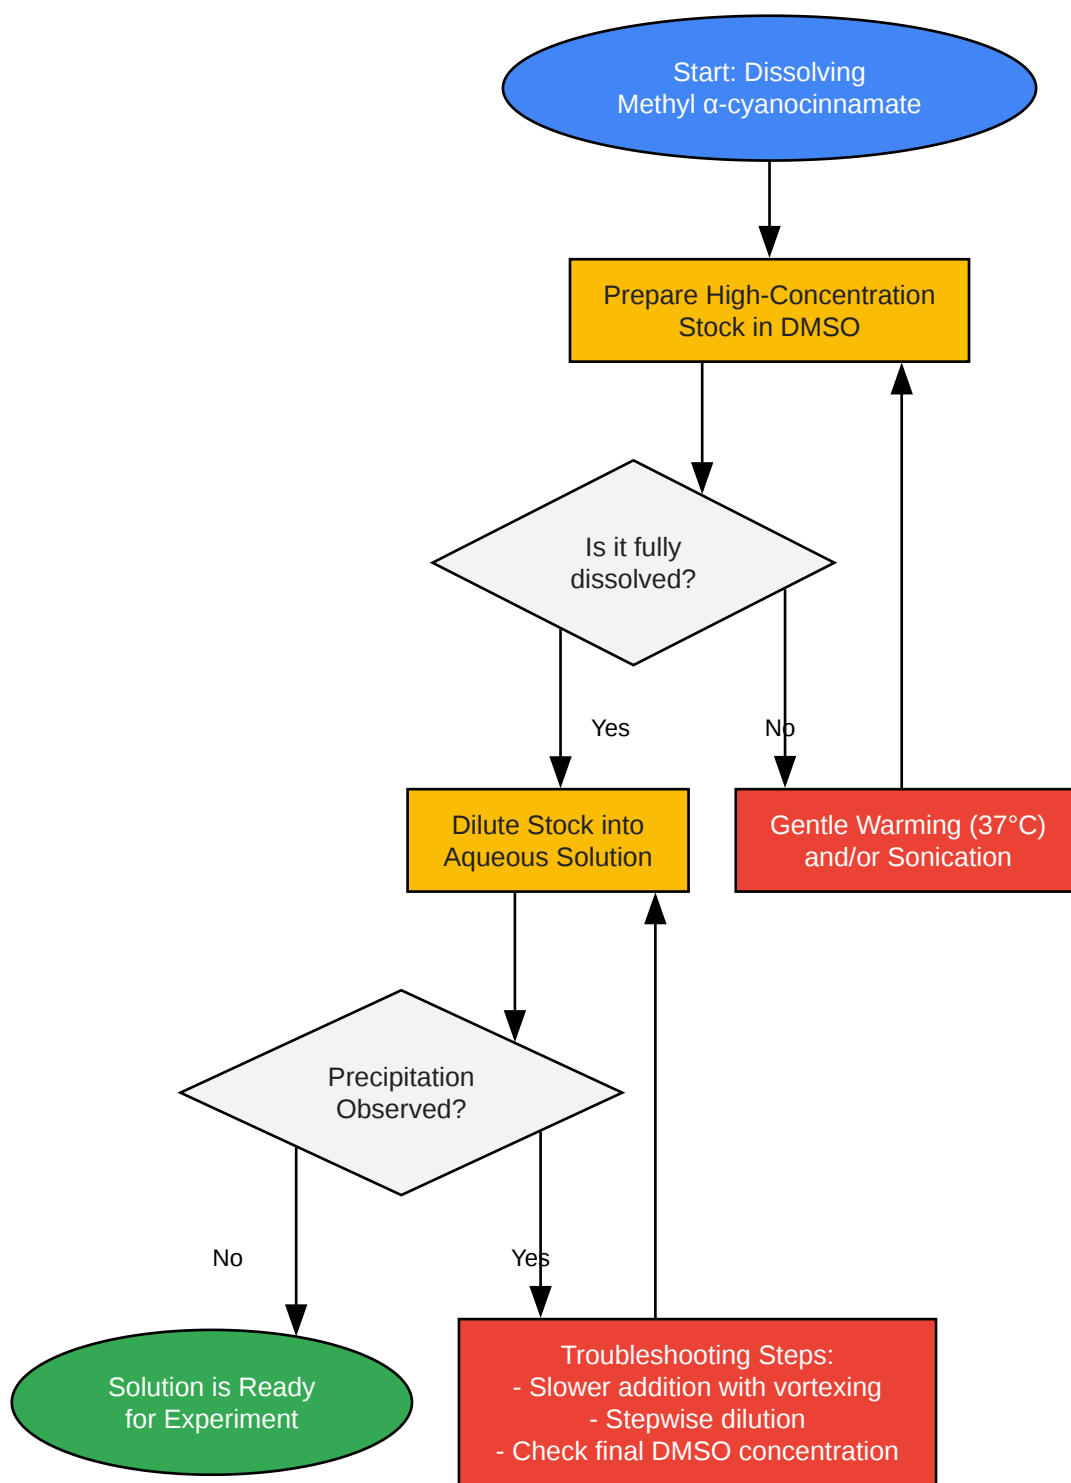 Start: Dissolving
Methyl α-cyanocinnamate
Prepare High-Concentration
Stock in DMSO
Is it fully
dissolved?
Yes
No
Dilute Stock into
Aqueous Solution
Gentle Warming (37°C)
and/or Sonication
Precipitation
Observed?
No
Yes
Solution is Ready
for Experiment
Troubleshooting Steps:
- Slower addition with vortexing
- Stepwise dilution
- Check final DMSO concentration